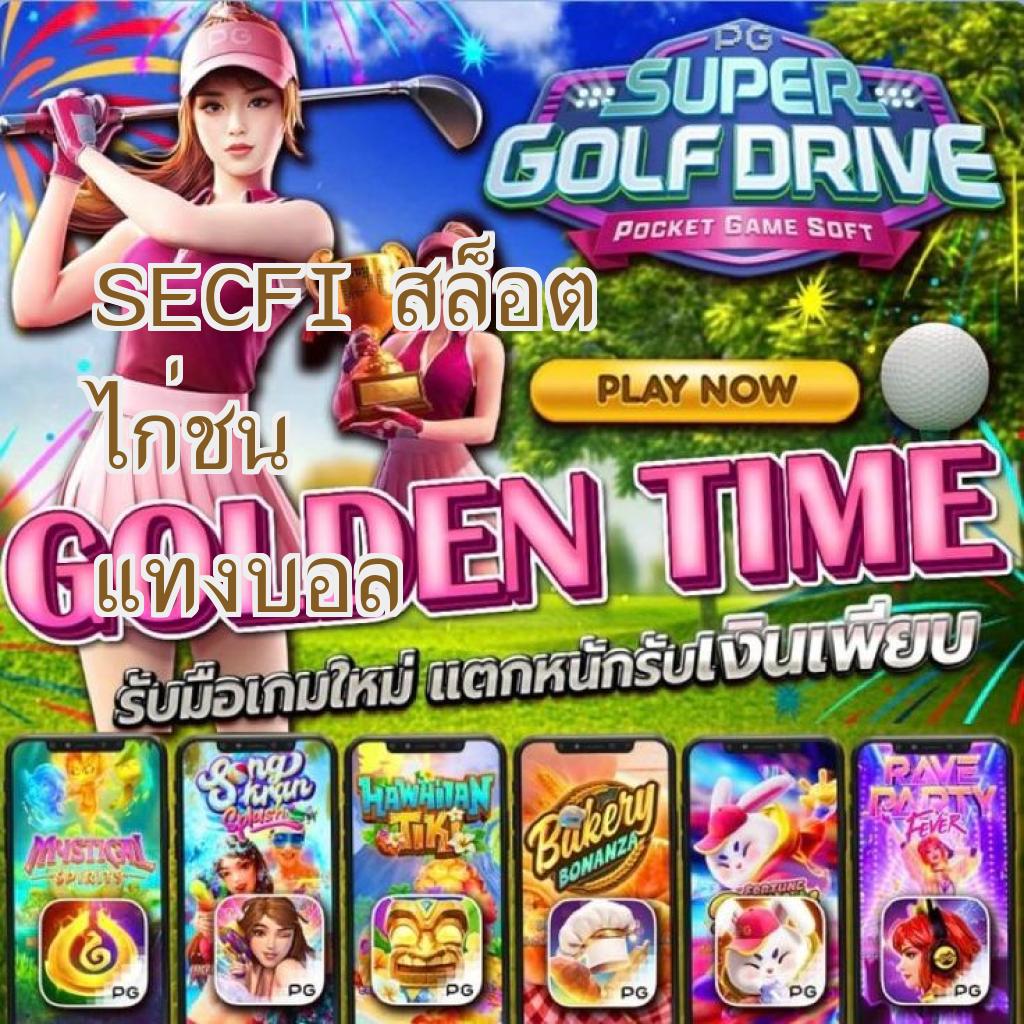 PG
PG
SUPER
GOLF DRIVE
POCKET GAME SOFT
SECFI สล็อต
PLAY NOW
ไก่ชน
GOLDEN TIME
แทงบอล
รับมือเกมใหม่ แตกหนักรับเงินเพียบ
MYSTICAL
SPIRITS
Songkran
Splash
HAWAIIAN
TIKI
Bakery
BONANZA
FORTUNE
RAVE
PARTY
FEVER
PG
PG
PG
PG
PG
PG